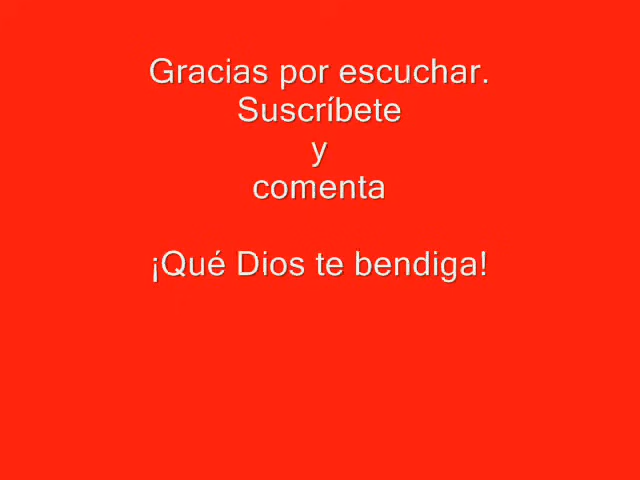 Gracias por escuchar.
Suscríbete
y
comenta
¡Qué Dios te bendiga!